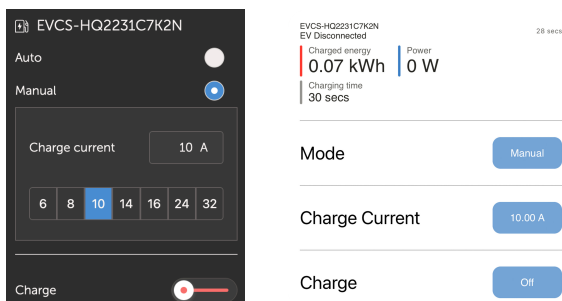 EVCS-HQ2231C7K2N
Auto
Manual
Charge current
10 A
6 8 10 14 16 24 32
Charge
EVCS-HQ2231C7K2N
EV Disconnected
28 secs
Charged energy
0.07 kWh
Power
0 W
Charging time
30 secs
Mode
Manual
Charge Current
10.00 A
Charge
Off